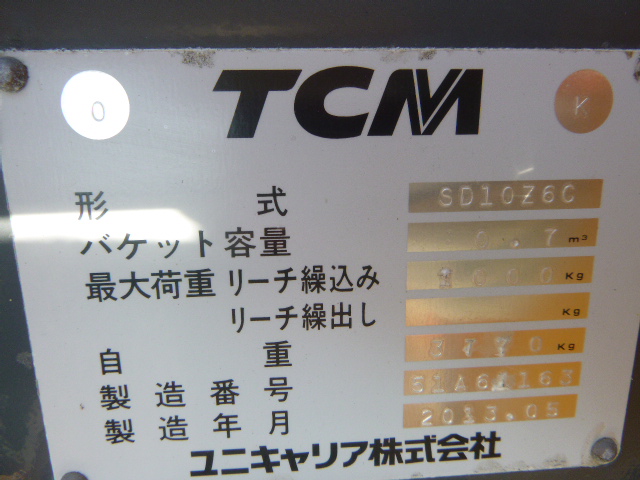 O
TCM
K
形式 SD10Z6C
バケット容量 0.7 m³
最大荷重 リーチ繰込み Kg
リーチ繰出し Kg
自重 Kg
製造番号
製造年月 2013.05
ユニキャリア株式会社